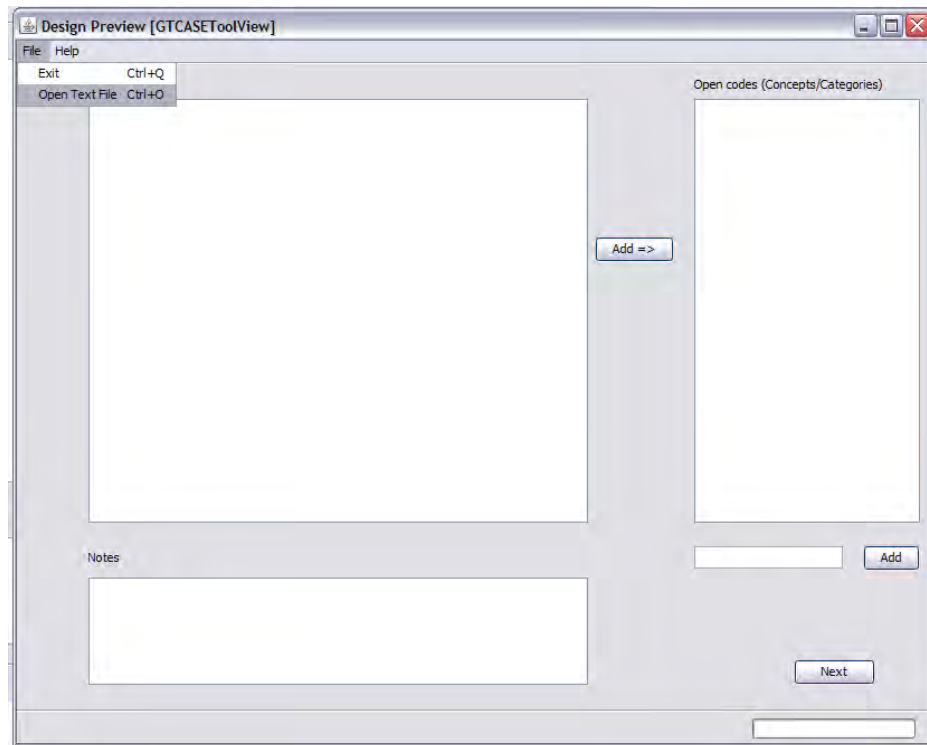 Design Preview [GTCASEToolView]
File Help
Exit Ctrl+Q
Open Text File Ctrl+O
Open codes (Concepts/Categories)
Add =>
Notes
Add
Next